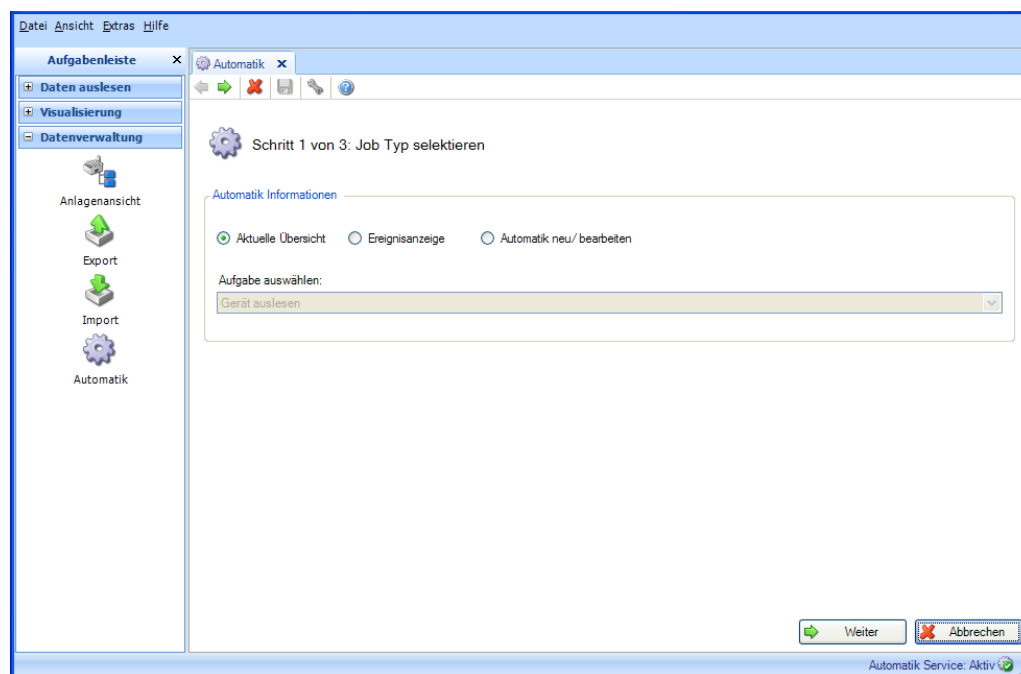 Datei Ansicht Extras Hilfe
Aufgabenleiste
Automatik
Daten auslesen
Visualisierung
Datenverwaltung
Schritt 1 von 3: Job Typ selektieren
Anlagenansicht
Automatik Informationen
Aktuelle Übersicht Ereignisanzeige Automatik neu/bearbeiten
Export
Aufgabe auswählen:
Gerät auslesen
Import
Automatik
Weiter Abbrechen
Automatik Service: Aktiv